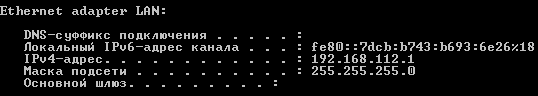 Ethernet adapter LAN:
DNS-суффикс подключения . . . . . :
Локальный IPv6-адрес канала . . . : fe80::7dcb:b743:b693:6e26%18
IPv4-адрес. . . . . . . . . . . . : 192.168.112.1
Маска подсети . . . . . . . . . . : 255.255.255.0
Основной шлюз. . . . . . . . . :